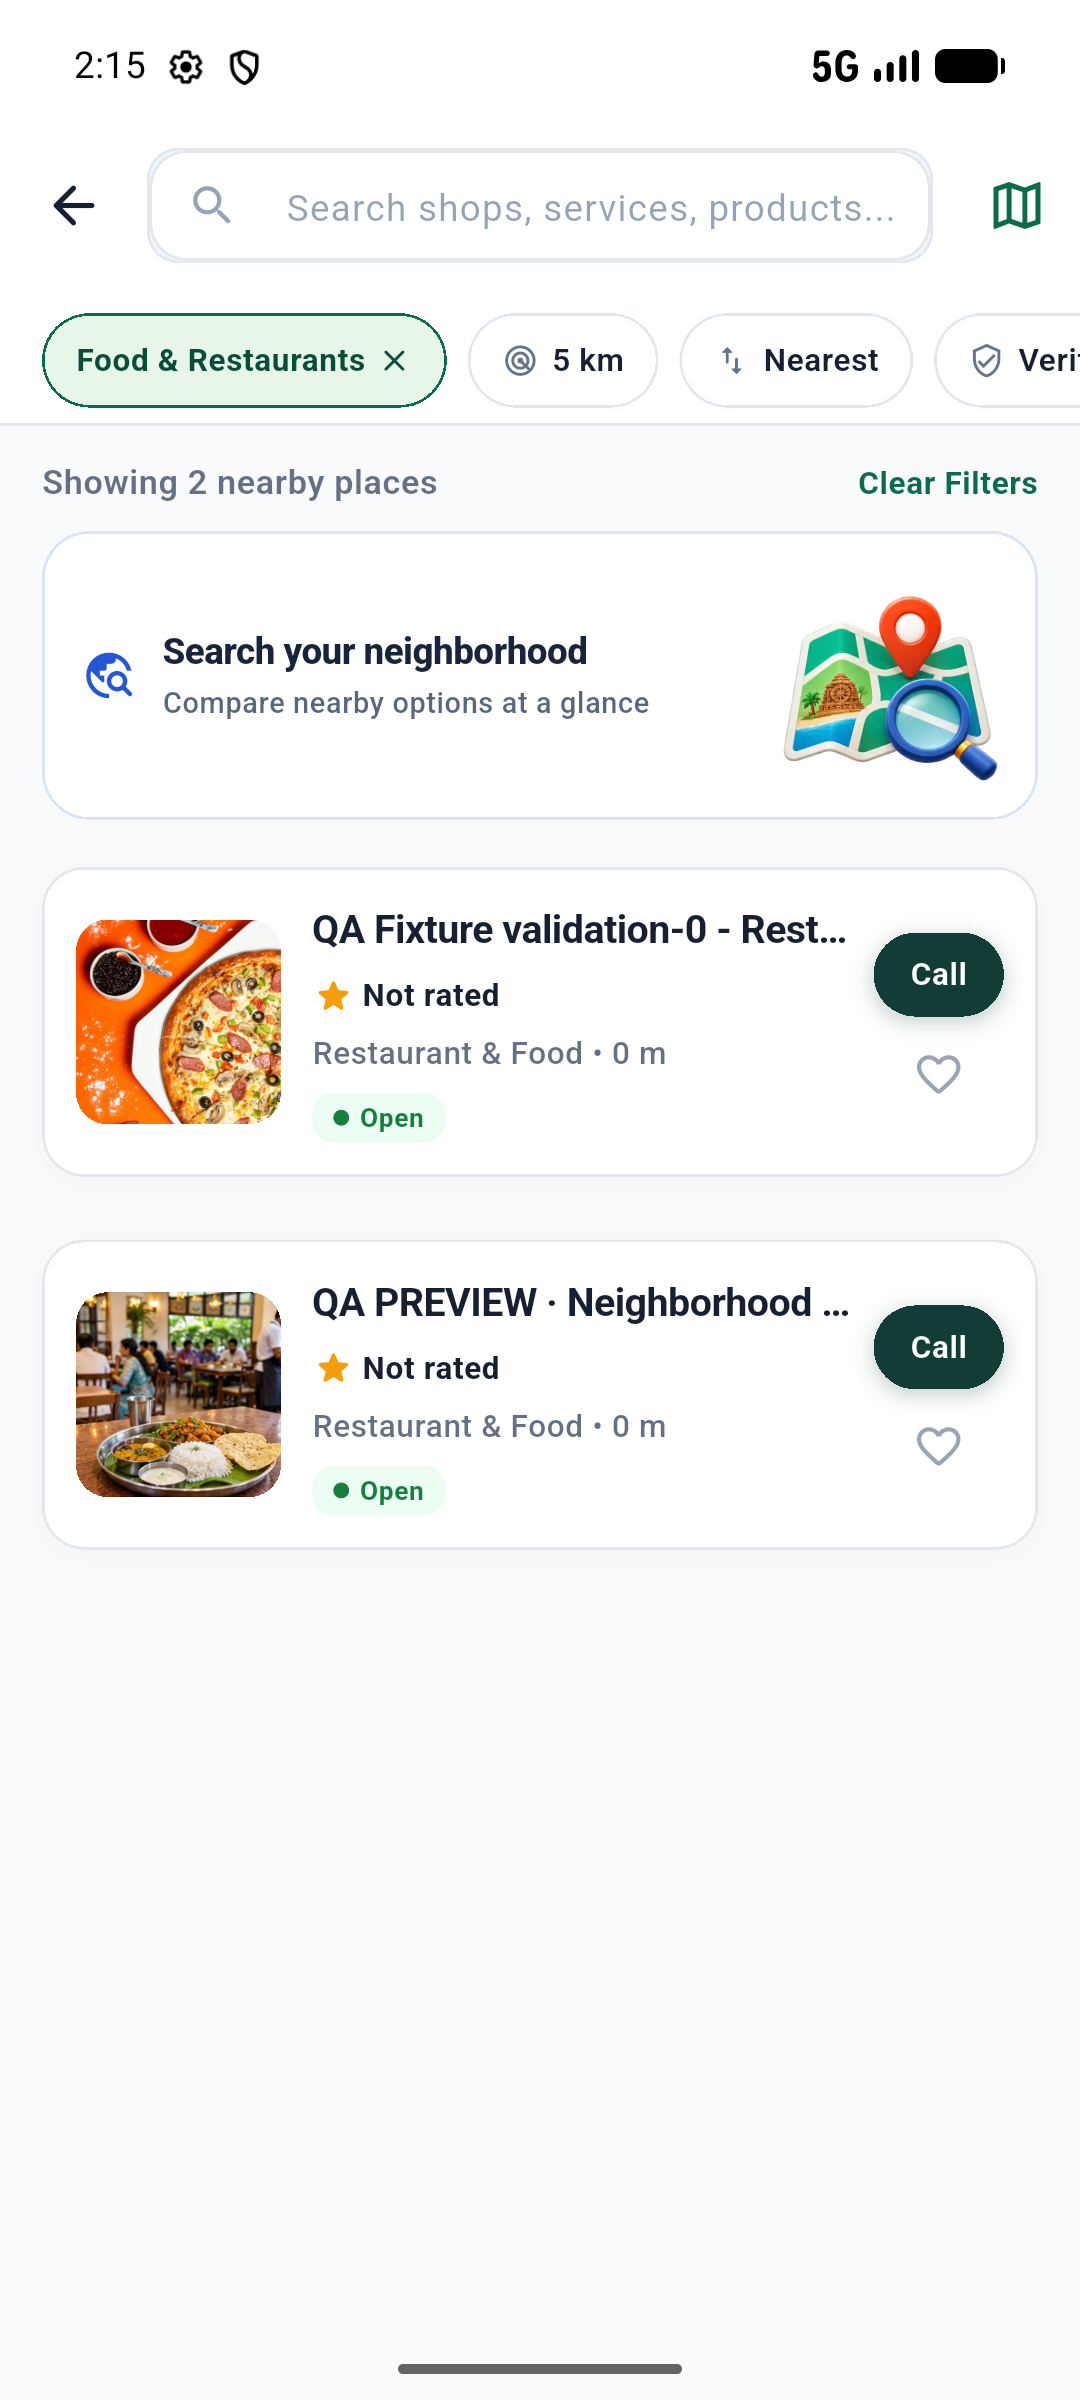 2:15
5G
Search shops, services, products...
Food & Restaurants
5 km
Nearest
Showing 2 nearby places
Clear Filters
Search your neighborhood
Compare nearby options at a glance
QA Fixture validation-0 - Rest...
Call
Not rated
Restaurant & Food • 0 m
Open
QA PREVIEW · Neighborhood ...
Call
Not rated
Restaurant & Food • 0 m
Open